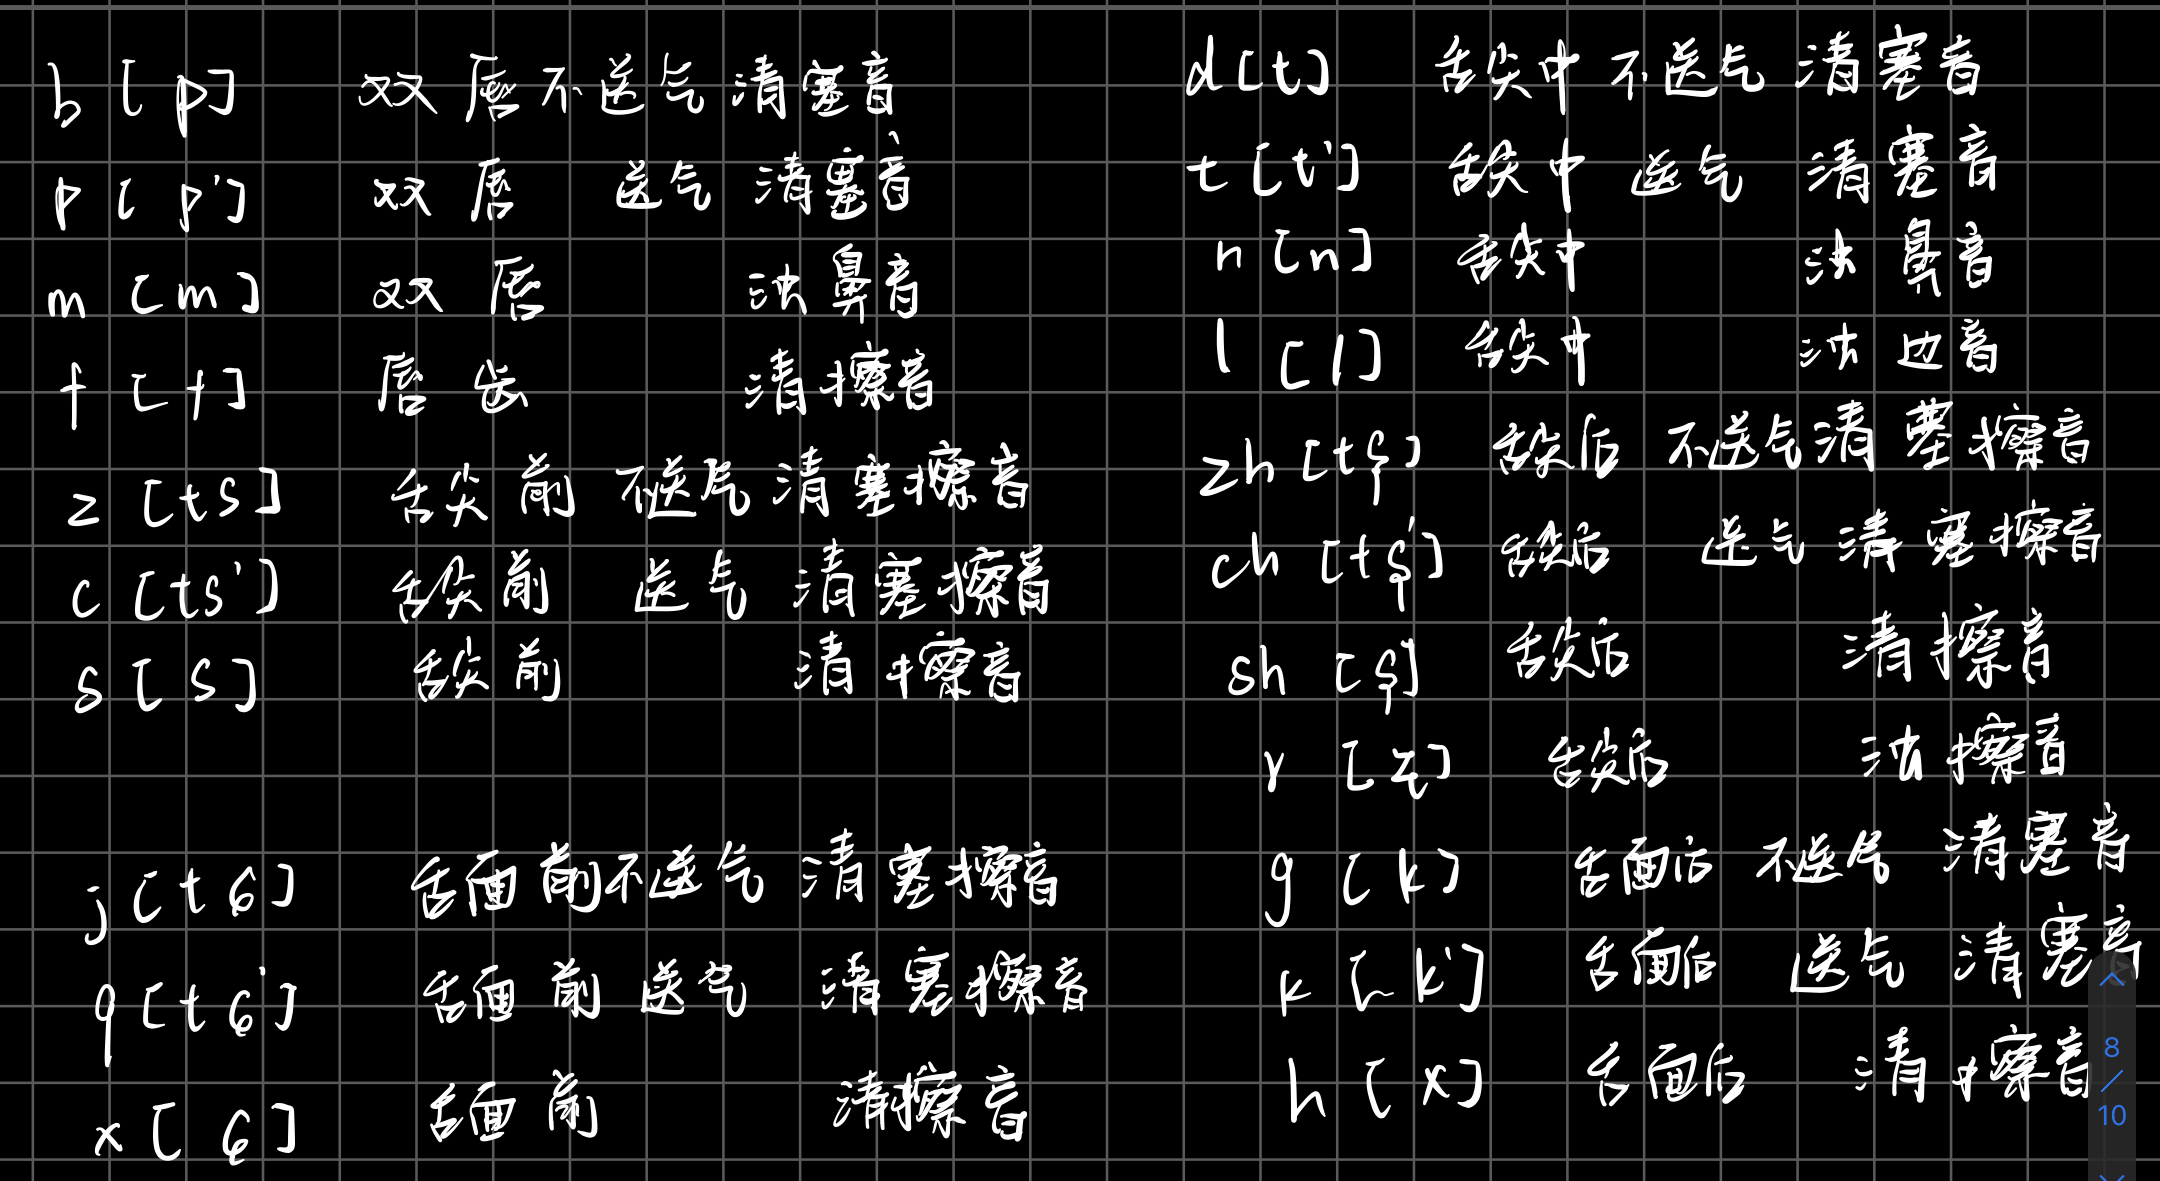 b [p] 双唇不送气清塞音
p [p'] 双唇 送气 清塞音
m [m] 双唇 浊鼻音
f [f] 唇齿 清擦音
z [ts] 舌尖前 不送气清塞擦音
c [ts'] 舌尖前 送气 清塞擦音
s [s] 舌尖前 清擦音
j [tɕ] 舌面前不送气 清塞擦音
q [tɕ'] 舌面前 送气 清塞擦音
x [ɕ] 舌面前 清擦音
d [t] 舌尖中 不送气 清塞音
t [t'] 舌尖中 送气 清塞音
n [n] 舌尖中 浊鼻音
l [l] 舌尖中 浊边音
zh [tʂ] 舌尖后 不送气清塞擦音
ch [tʂ'] 舌尖后 送气 清塞擦音
sh [ʂ] 舌尖后 清擦音
r [ʐ] 舌尖后 浊擦音
g [k] 舌面后 不送气 清塞音
k [k'] 舌面后 送气 清塞音
h [x] 舌面后 清擦音
8
/
10